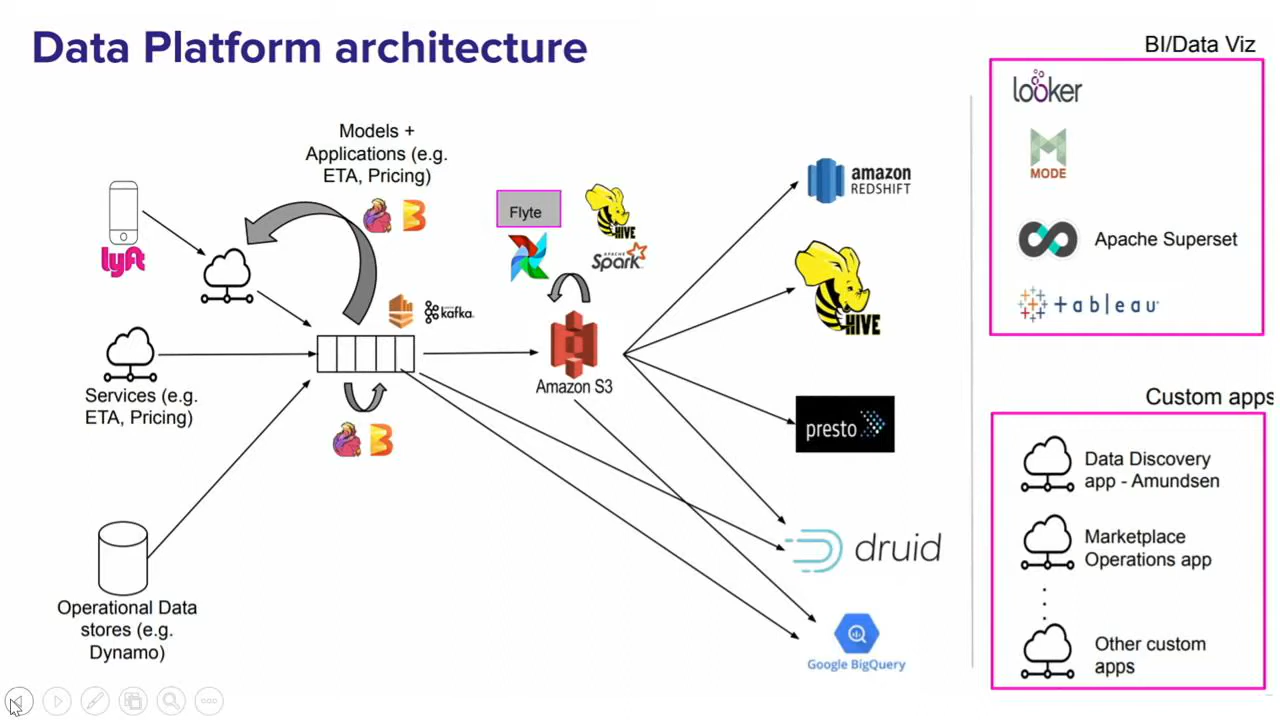 Data Platform architecture
BI/Data Viz
looker
MODE
Apache Superset
+ a b | e a u
Models +
Applications (e.g.
ETA, Pricing)
Flyte
HIVE
APACHE
Spark
lyft
kafka
Amazon S3
Services (e.g.
ETA, Pricing)
Operational Data
stores (e.g.
Dynamo)
amazon
REDSHIFT
HIVE
presto
druid
Google BigQuery
Custom apps
Data Discovery
app - Amundsen
Marketplace
Operations app
Other custom
apps